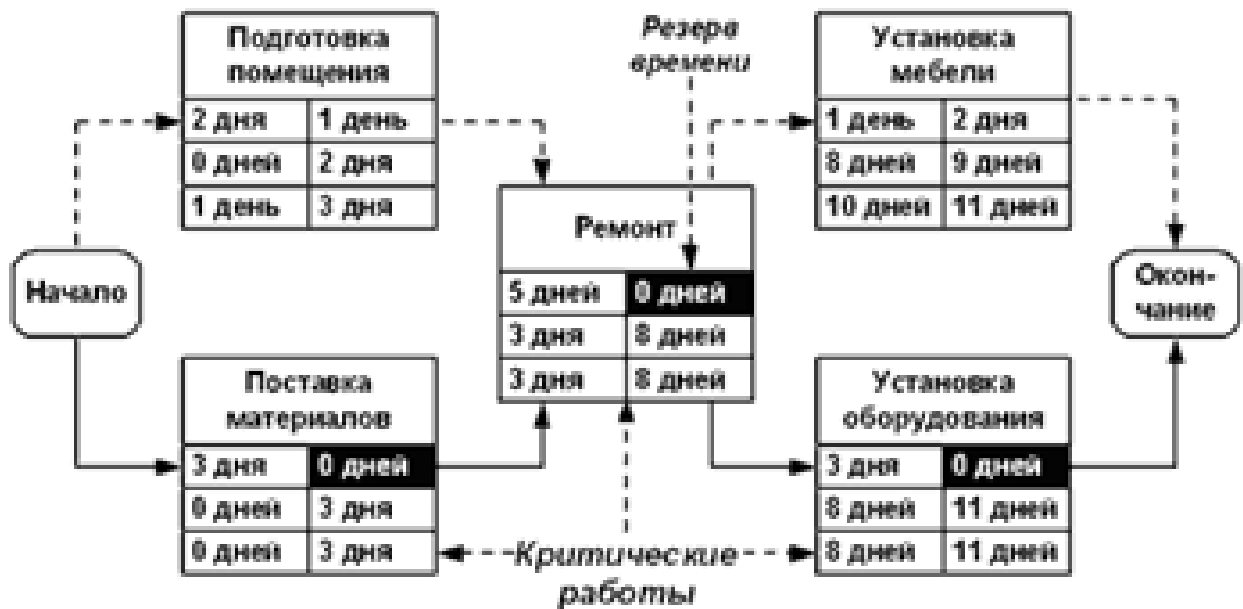 Подготовка
помещения
2 дня 1 день
0 дней 2 дня
1 день 3 дня
Резерв
времени
Установка
мебели
1 день 2 дня
8 дней 9 дней
10 дней 11 дней
Начало
Ремонт
5 дней 0 дней
3 дня 8 дней
3 дня 8 дней
Окон-
чание
Поставка
материалов
3 дня 0 дней
0 дней 3 дня
0 дней 3 дня
Установка
оборудования
3 дня 0 дней
8 дней 11 дней
8 дней 11 дней
Критические
работы